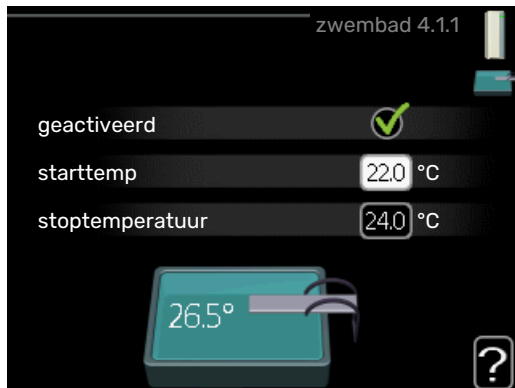 zwembad 4.1.1
geactiveerd
starttemp 22.0 °C
stoptemperatuur 24.0 °C
26.5°
?